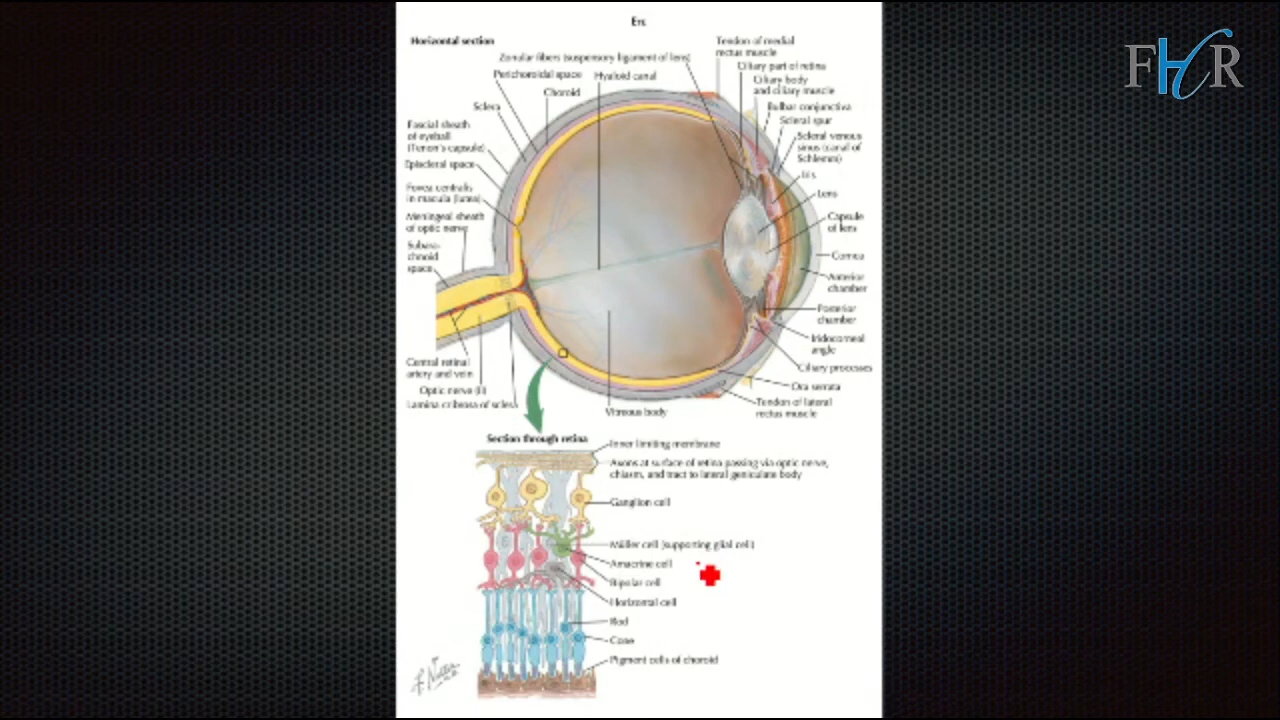 Eye
Horizontal section
Zonular fibers (suspensory ligament of lens)
Perichoroidal space
Hyaloid canal
Choroid
Sclera
Fascial sheath
of eyeball
(Tenon's capsule)
Episcleral space
Fovea centralis
in macula (lutea)
Meningeal sheath
of optic nerve
Subara-
chnoid
space
Central retinal
artery and vein
Optic nerve (II)
Lamina cribrosa of sclera
Vitreous body
Tendon of medial
rectus muscle
Ciliary part of retina
Ciliary body
and ciliary muscle
Bulbar conjunctiva
Scleral spur
Scleral venous
sinus (canal of
Schlemm)
Iris
Lens
Capsule
of lens
Cornea
Anterior
chamber
Posterior
chamber
Iridocorneal
angle
Ciliary processes
Ora serrata
Tendon of lateral
rectus muscle
Section through retina
Inner limiting membrane
Axons at surface of retina passing via optic nerve,
chiasm, and tract to lateral geniculate body
Ganglion cell
Müller cell (supporting glial cell)
Amacrine cell
Bipolar cell
Horizontal cell
Rod
Cone
Pigment cells of choroid
FHR